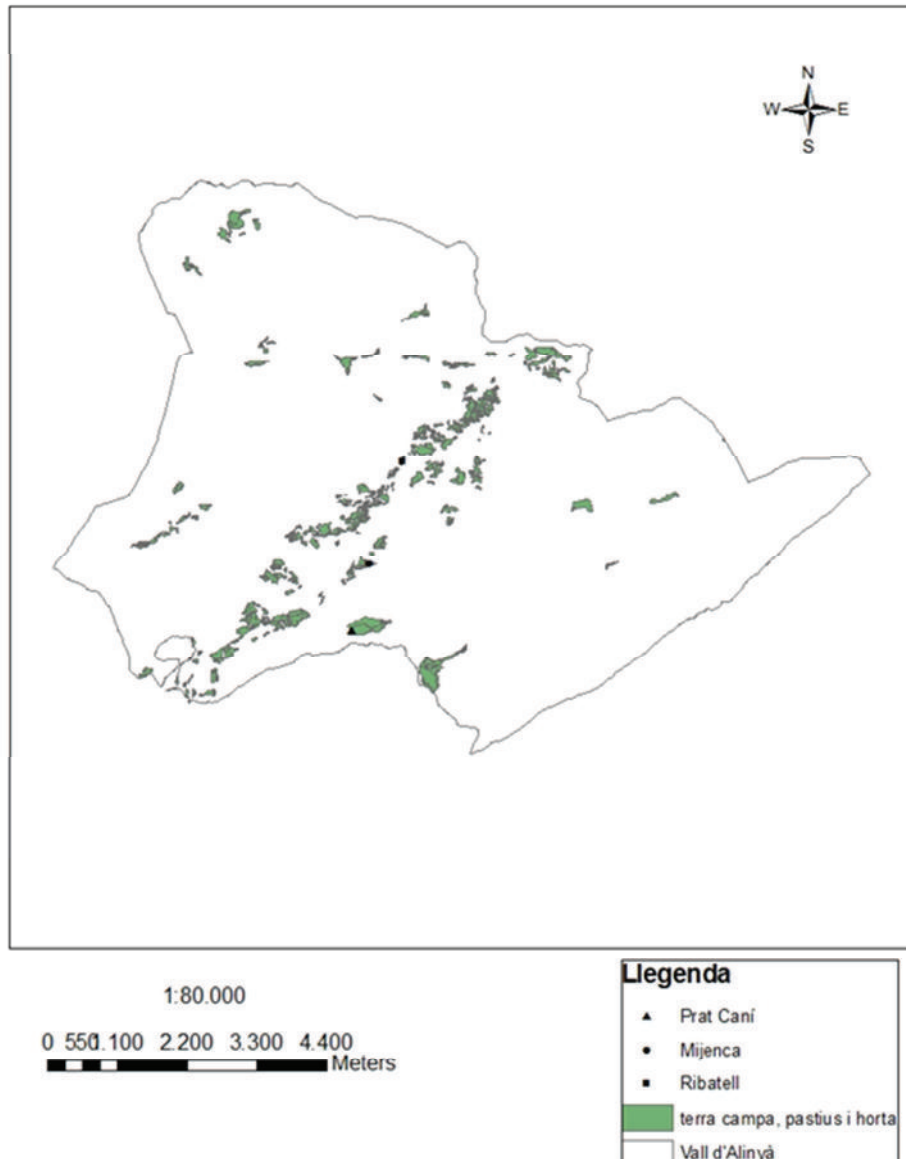 N
W E
S
1:80.000
0 550 1.100 2.200 3.300 4.400
Meters
Llegenda
Prat Caní
Mijenca
Ribatell
terra campa, pastius i horta
Vall d'Alinyà